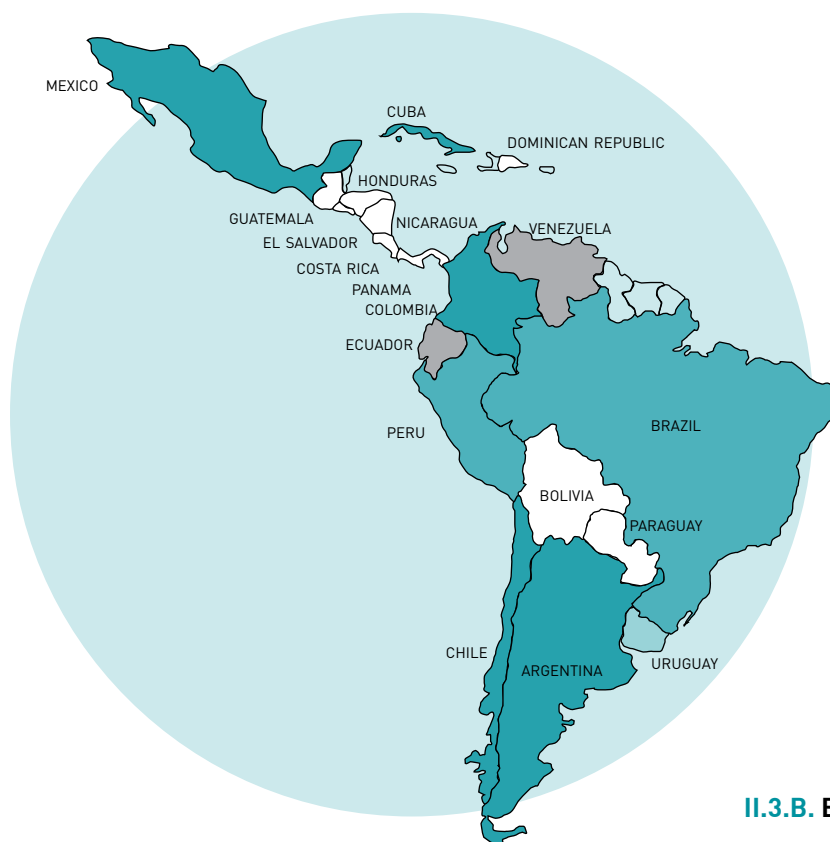 MEXICO
CUBA
DOMINICAN REPUBLIC
HONDURAS
GUATEMALA
NICARAGUA
VENEZUELA
EL SALVADOR
COSTA RICA
PANAMA
COLOMBIA
ECUADOR
PERU
BRAZIL
BOLIVIA
PARAGUAY
CHILE
ARGENTINA
URUGUAY
II.3.B.